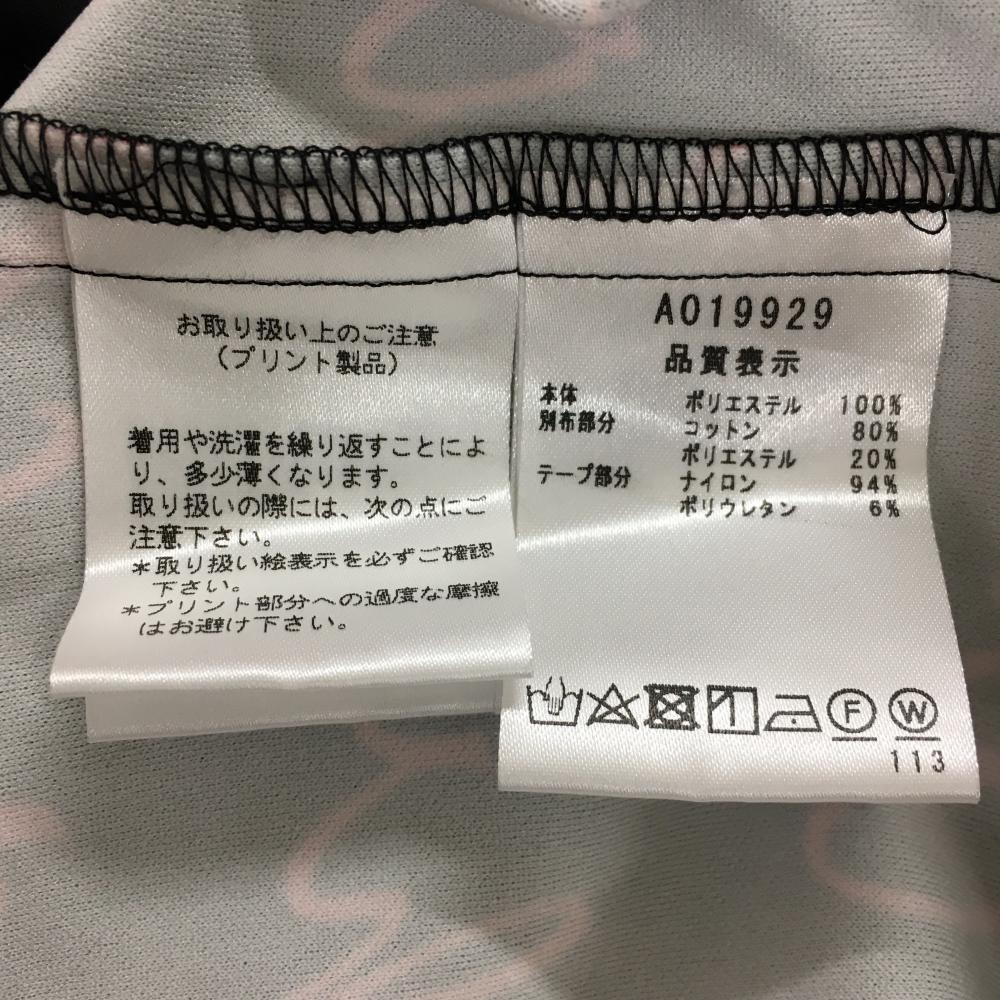 お取り扱い上のご注意
(プリント製品)
着用や洗濯を繰り返すことによ
り、多少薄くなります。
取り扱いの際には、次の点にご
注意下さい。
*取り扱い絵表示を必ずご確認
下さい。
*プリント部分への過度な摩擦
はお避け下さい。
A019929
品質表示
本体 ポリエステル 100%
別布部分 コットン 80%
ポリエステル 20%
テープ部分 ナイロン 94%
ポリウレタン 6%
F W
113